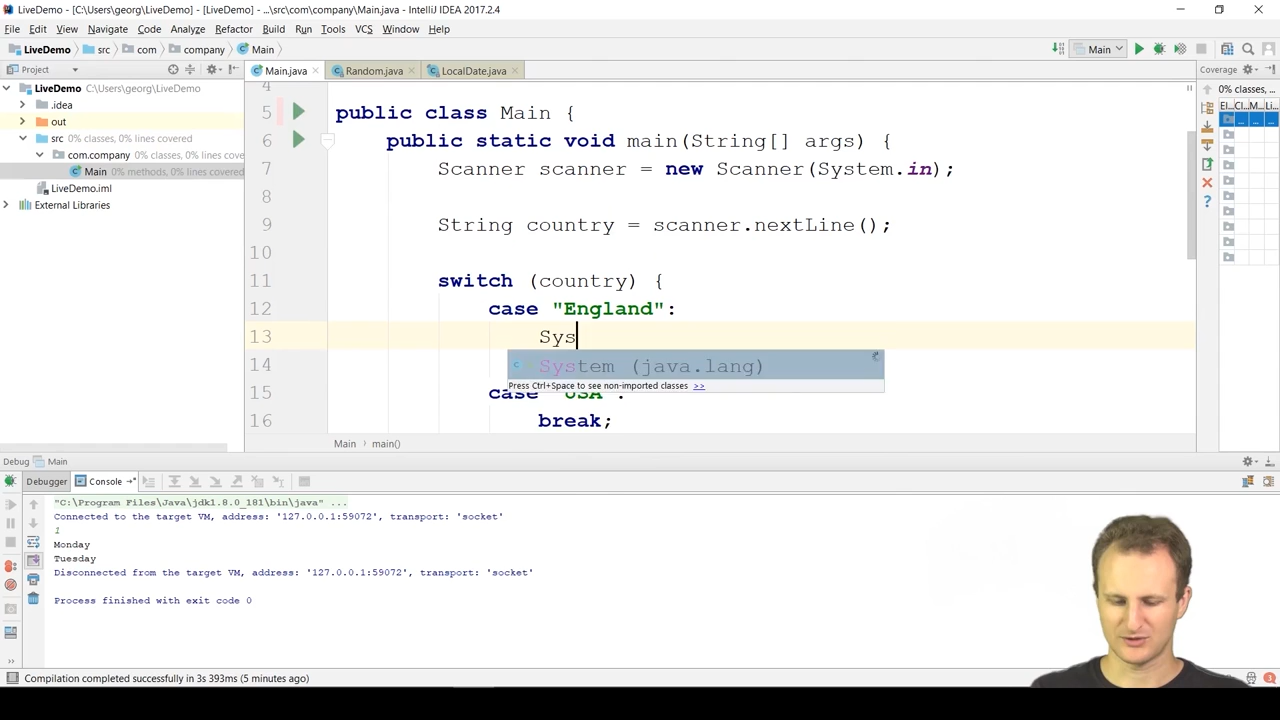 LiveDemo - [C:\Users\georg\LiveDemo] - [LiveDemo] - ...\src\com\company\Main.java - IntelliJ IDEA 2017.2.4
File Edit View Navigate Code Analyze Refactor Build Run Tools VCS Window Help
LiveDemo src com company Main
Main
Project
Main.java Random.java LocalDate.java
Coverage
LiveDemo C:\Users\georg\LiveDemo
.idea
out
src 0% classes, 0% lines covered
com.company 0% classes, 0% lines cove
Main 0% methods, 0% lines covered
LiveDemo.iml
External Libraries
4
5 public class Main {
6 public static void main(String[] args) {
7 Scanner scanner = new Scanner(System.in);
8
9 String country = scanner.nextLine();
10
11 switch (country) {
12 case "England":
13 Sys
14 System (java.lang)
Press Ctrl+Space to see non-imported classes >>
15 case "USA":
16 break;
Main main()
0% classes, ...
El... Cl... M... Li...
... ... ...
Debug Main
Debugger Console
"C:\Program Files\Java\jdk1.8.0_181\bin\java" ...
Connected to the target VM, address: '127.0.0.1:59072', transport: 'socket'
1
Monday
Tuesday
Disconnected from the target VM, address: '127.0.0.1:59072', transport: 'socket'
Process finished with exit code 0
Compilation completed successfully in 3s 393ms (5 minutes ago)